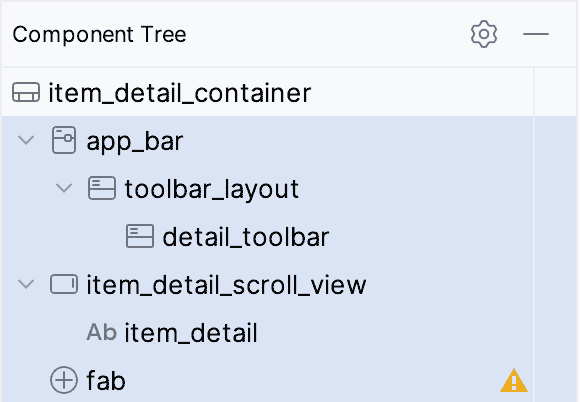 Component Tree
item_detail_container
app_bar
toolbar_layout
detail_toolbar
item_detail_scroll_view
Ab item_detail
fab